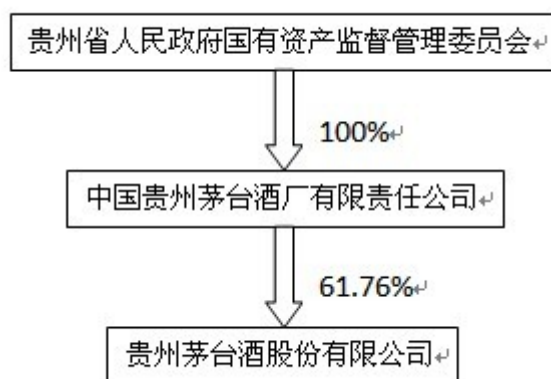 贵州省人民政府国有资产监督管理委员会↵
100%↵
中国贵州茅台酒厂有限责任公司↵
61.76%↵
贵州茅台酒股份有限公司↵